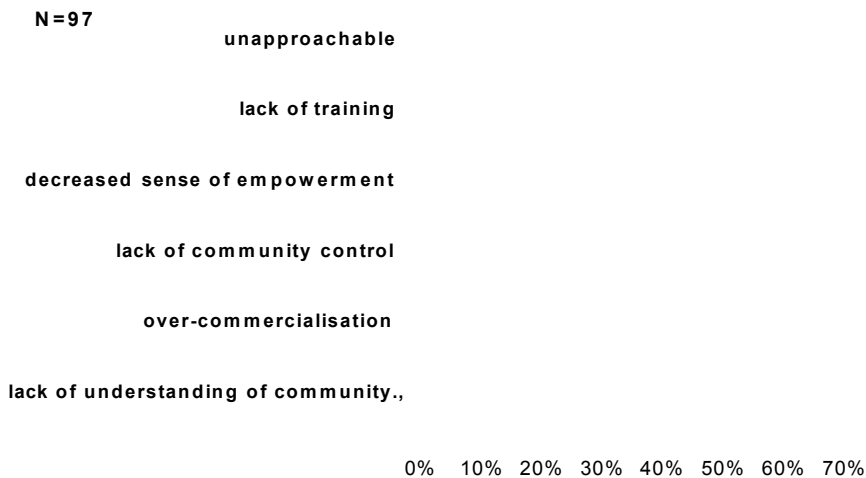 N=97
unapproachable
lack of training
decreased sense of empowerment
lack of community control
over-commercialisation
lack of understanding of community.,
0% 10% 20% 30% 40% 50% 60% 70%